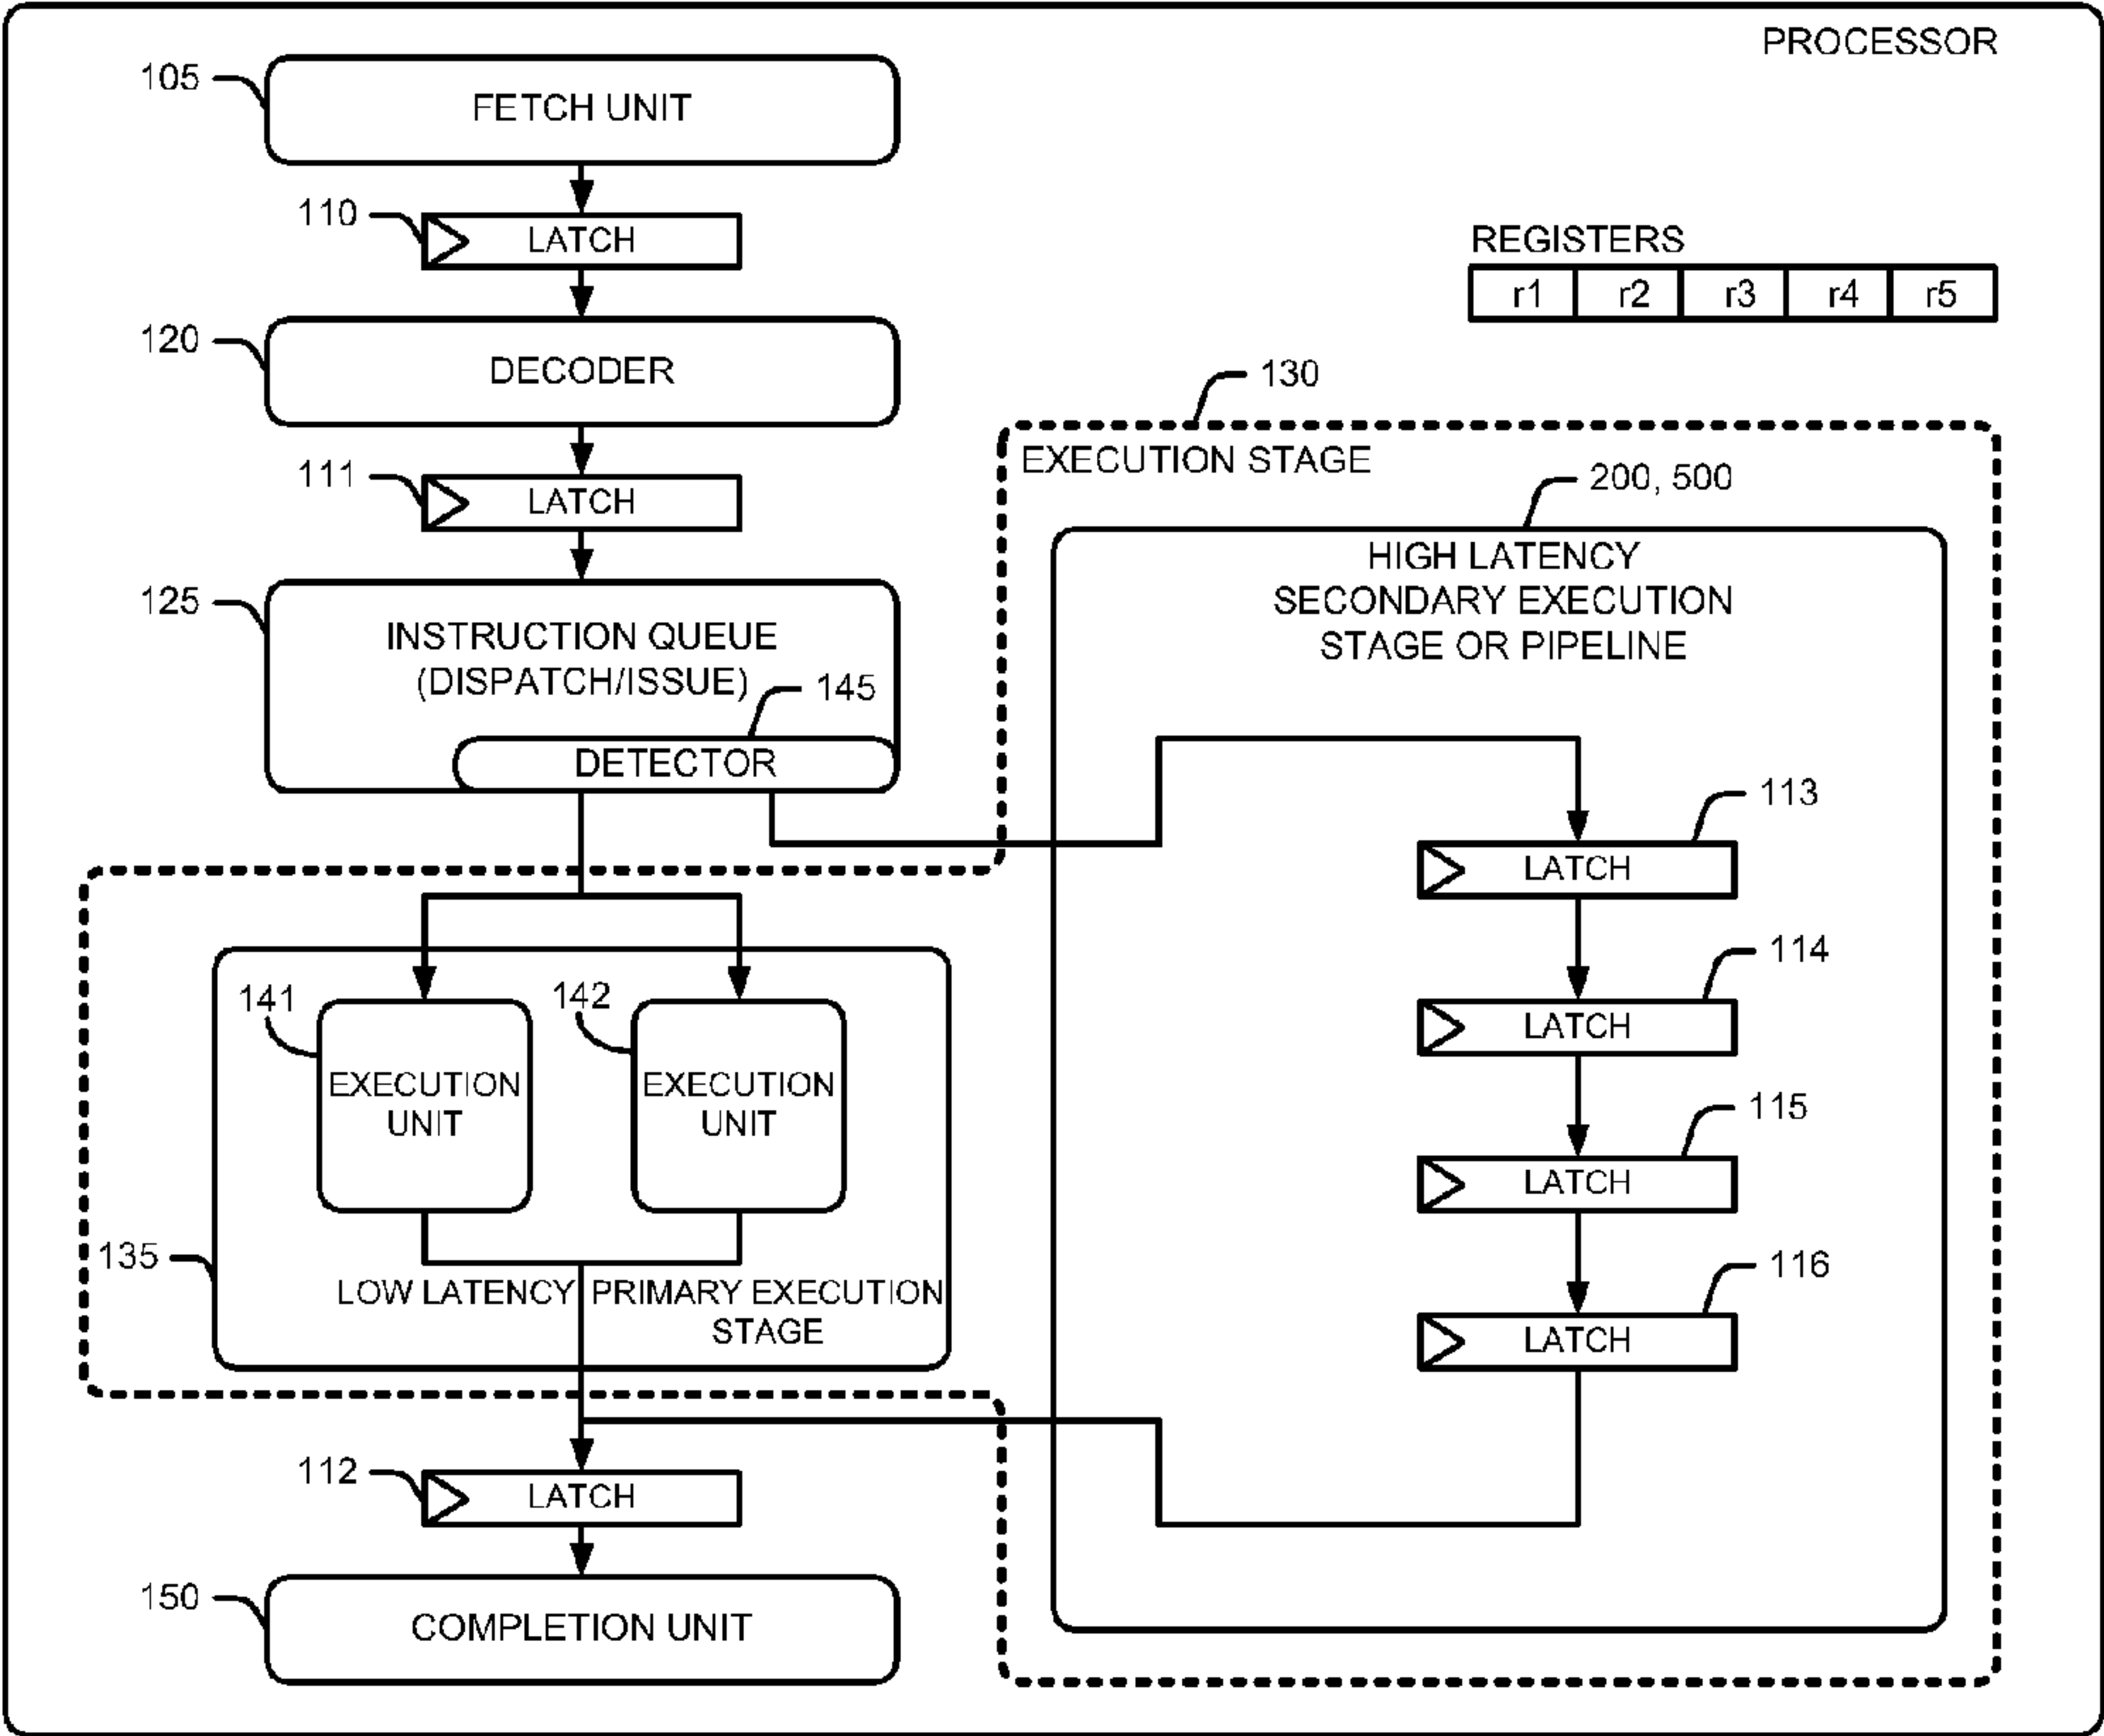 PROCESSOR
105
FETCH UNIT
110
LATCH
REGISTERS
r1 r2 r3 r4 r5
120
DECODER
130
EXECUTION STAGE
111
LATCH
200, 500
HIGH LATENCY
SECONDARY EXECUTION
STAGE OR PIPELINE
125
INSTRUCTION QUEUE
(DISPATCH/ISSUE)
145
DETECTOR
113
LATCH
114
LATCH
115
LATCH
116
LATCH
141
EXECUTION
UNIT
142
EXECUTION
UNIT
135
LOW LATENCY PRIMARY EXECUTION
STAGE
112
LATCH
150
COMPLETION UNIT